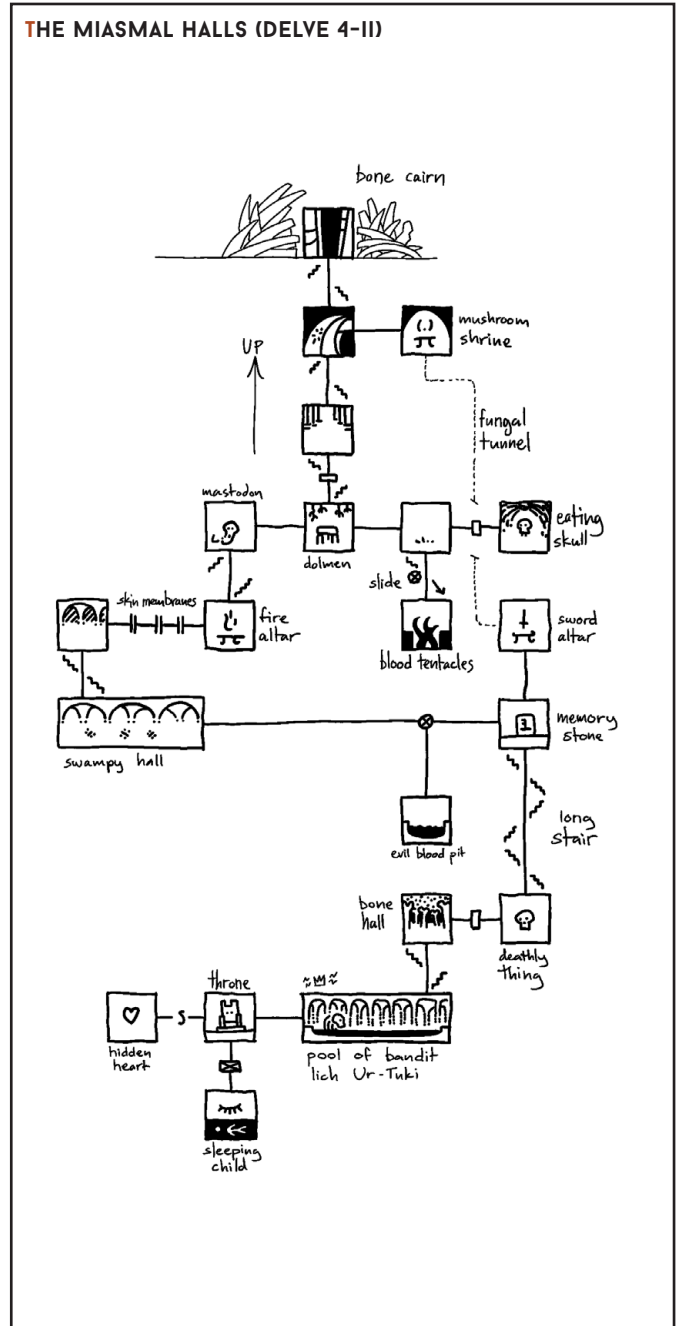 THE MIASMAL HALLS (DELVE 4-11)
bone cairn
mushroom
shrine
UP
fungal
tunnel
mastodon
dolmen
eating
skull
slide
skin membranes
fire
altar
blood tentacles
sword
altar
swampy hall
memory
stone
evil blood pit
long
stair
bone
hall
deathly
thing
throne
S
hidden
heart
pool of bandit
lich Ur-Tuki
sleeping
child